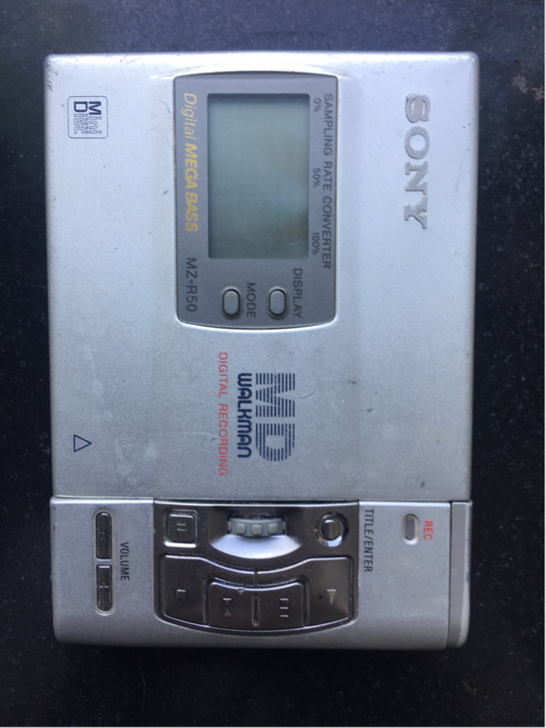 SONY
SAMPLING RATE CONVERTER
0% 50% 100%
DISPLAY
MODE
Digital MEGA BASS MZ-R50
MD
WALKMAN
DIGITAL RECORDING
REC
TITLE/ENTER
VOLUME
− +